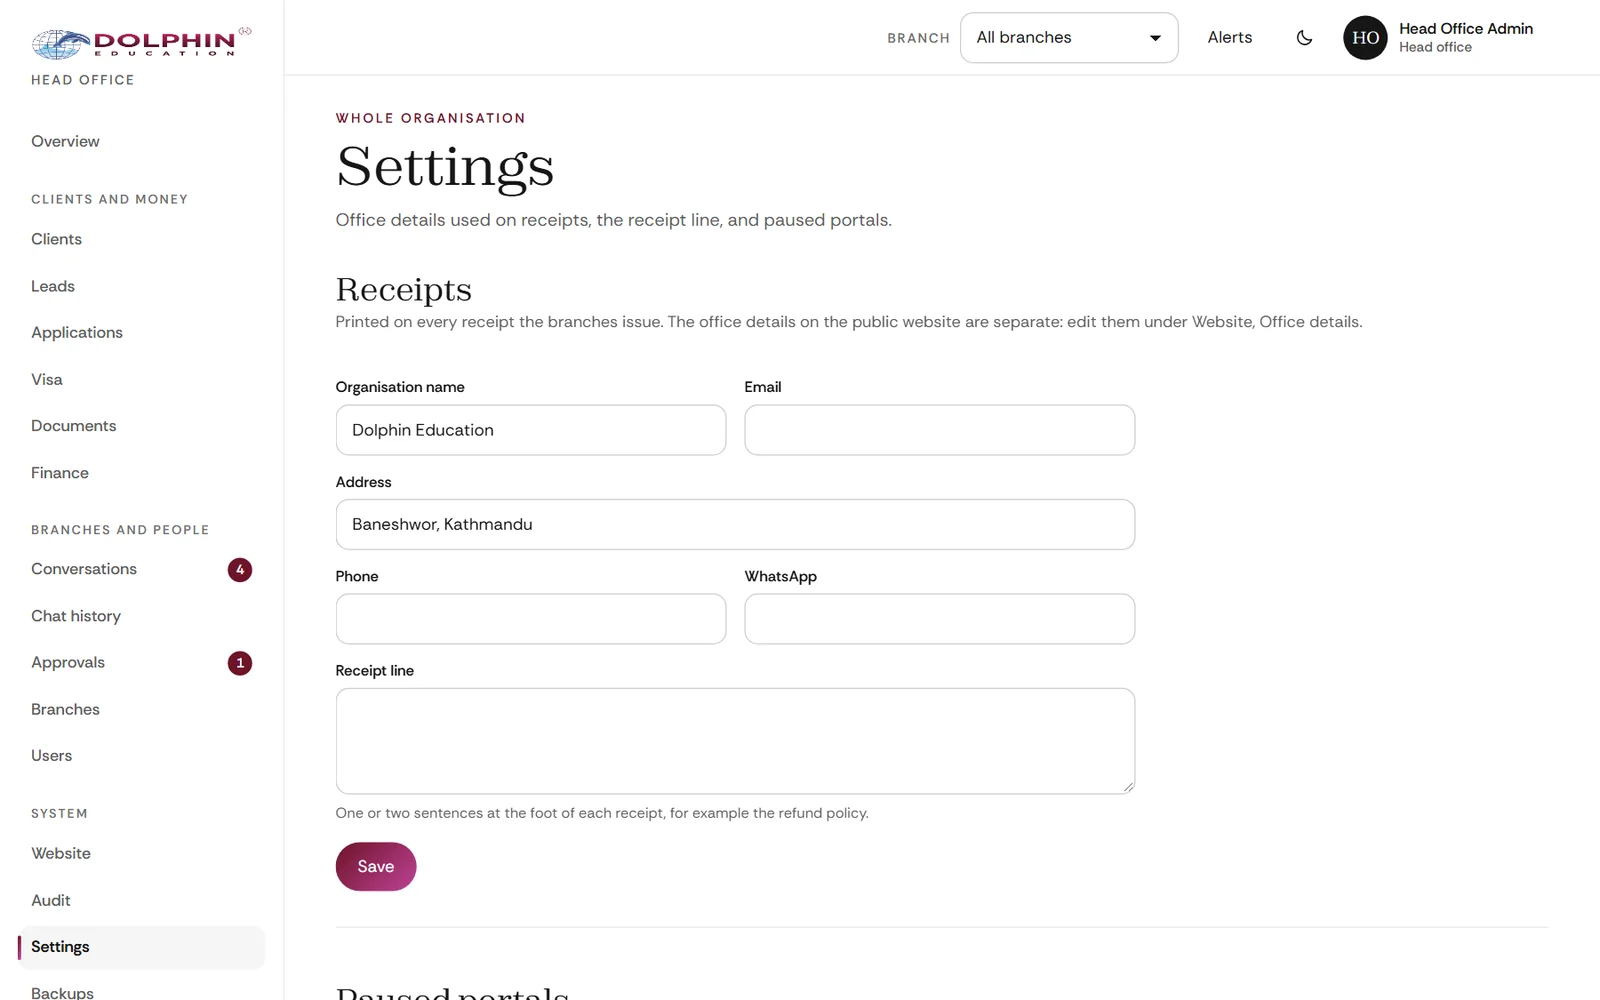 DOLPHIN
EDUCATION
HEAD OFFICE
Overview
CLIENTS AND MONEY
Clients
Leads
Applications
Visa
Documents
Finance
BRANCHES AND PEOPLE
Conversations 4
Chat history
Approvals 1
Branches
Users
SYSTEM
Website
Audit
Settings
Backups
BRANCH All branches Alerts HO Head Office Admin
Head office
WHOLE ORGANISATION
Settings
Office details used on receipts, the receipt line, and paused portals.
Receipts
Printed on every receipt the branches issue. The office details on the public website are separate: edit them under Website, Office details.
Organisation name Email
Dolphin Education
Address
Baneshwor, Kathmandu
Phone WhatsApp
Receipt line
One or two sentences at the foot of each receipt, for example the refund policy.
Save
Paused portals